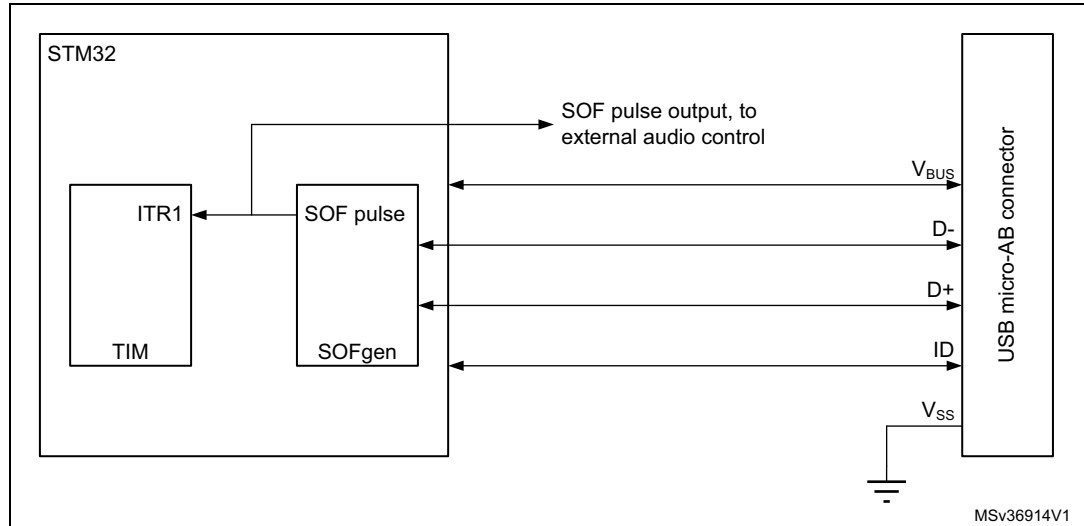 STM32
SOF pulse output, to
external audio control
VBUS
ITR1
SOF pulse
D-
D+
TIM
SOFgen
ID
VSS
USB micro-AB connector
MSv36914V1